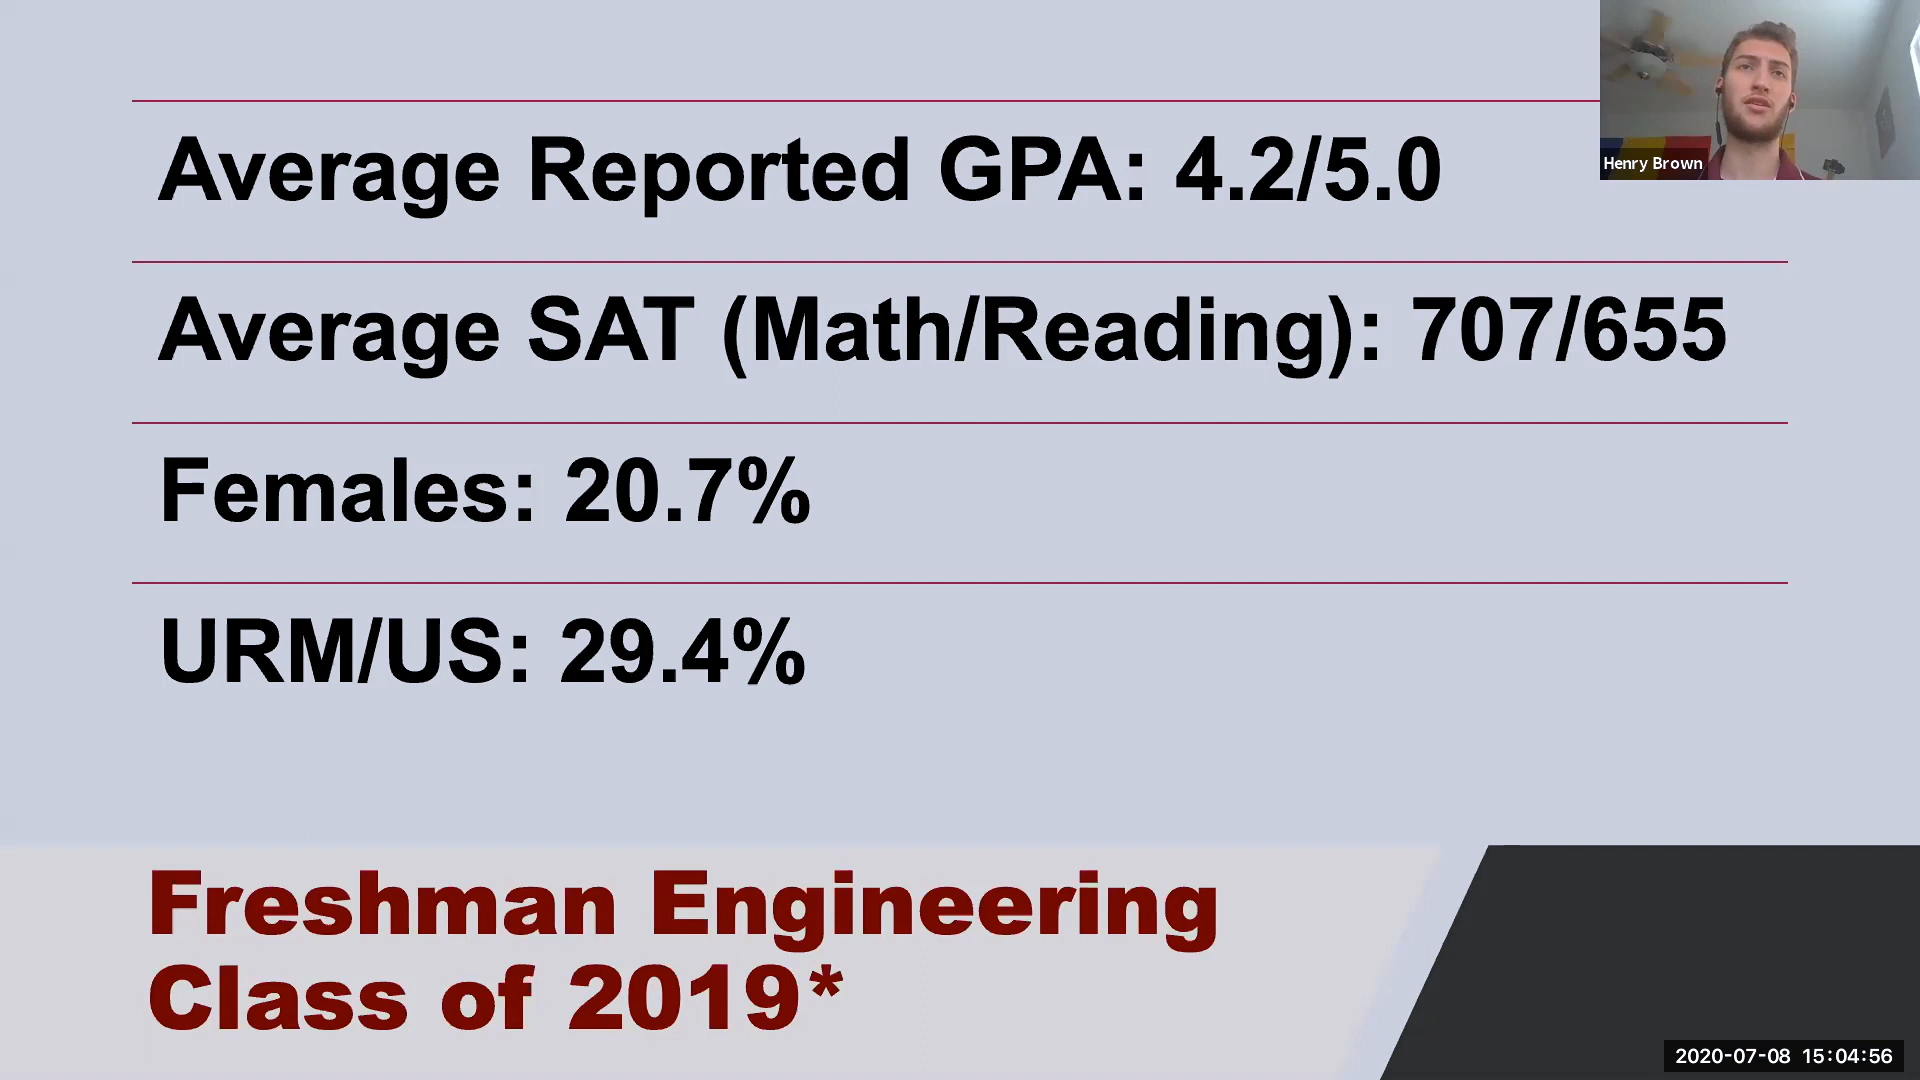 Average Reported GPA: 4.2/5.0
Henry Brown
Average SAT (Math/Reading): 707/655
Females: 20.7%
URM/US: 29.4%
Freshman Engineering
Class of 2019*
2020-07-08 15:04:56